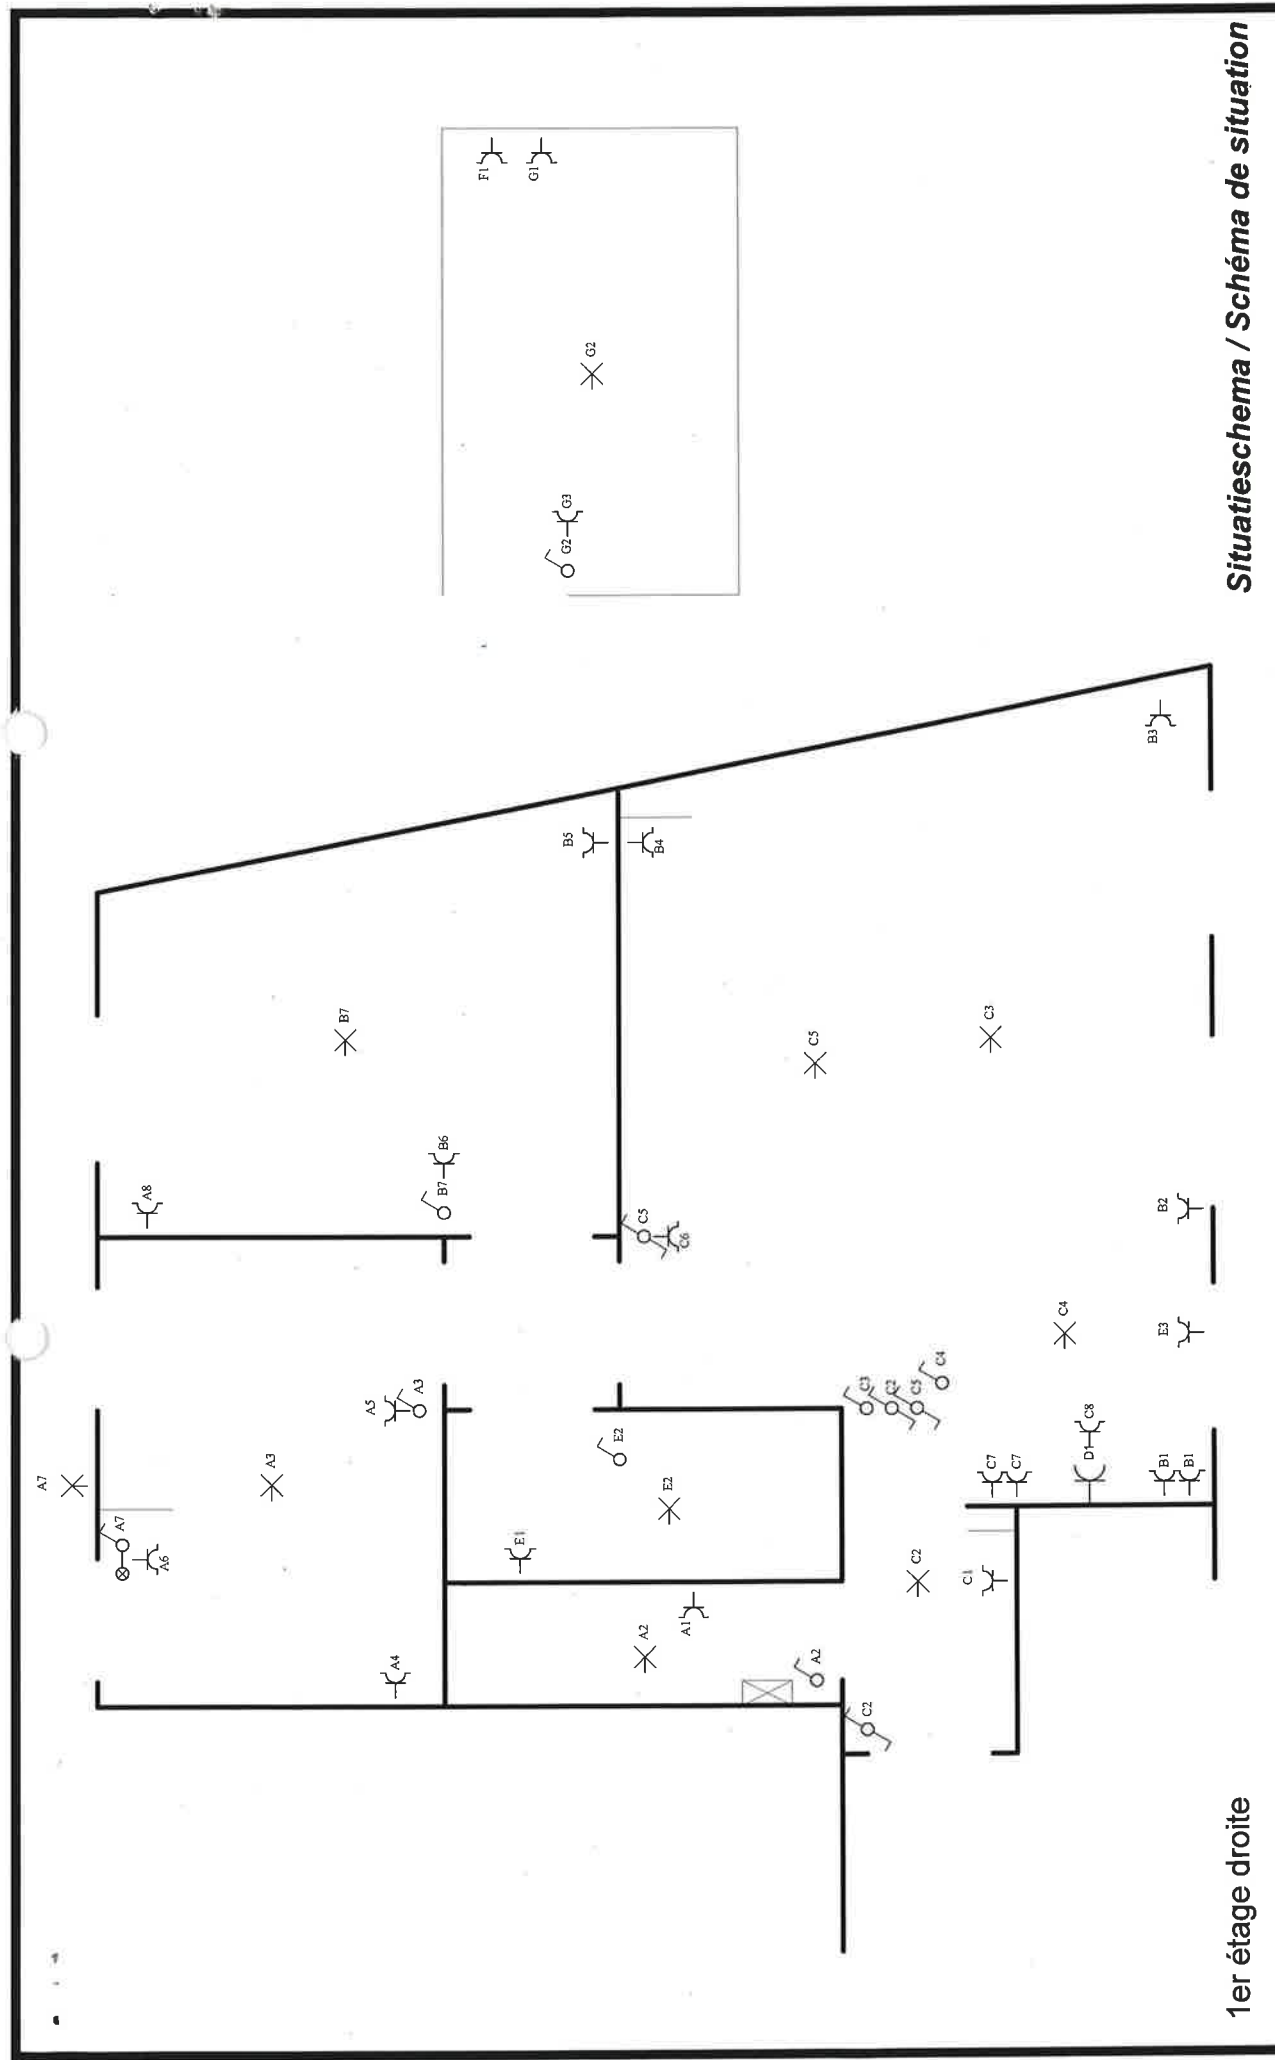 A7
A7
A8
A6
A3
B7
A5
A4
A3
B7
B6
F1
E1
G1
G2
G3
B5
G2
E2
A2
C5
B4
E2
C6
A1
C5
A2
C2
C3
C2
C5
C2
C4
C1
C3
C7
C7
C4
D1
C8
B3
B1
E3
B2
B1
1er étage droite
Situatieschema / Schéma de situation